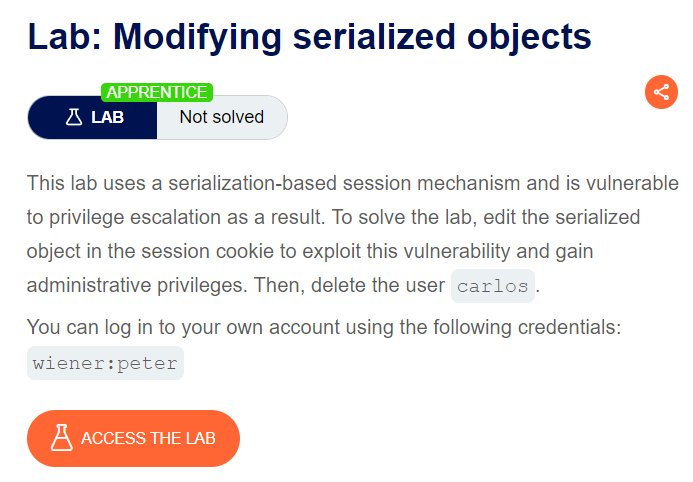 Lab: Modifying serialized objects
APPRENTICE
LAB Not solved
This lab uses a serialization-based session mechanism and is vulnerable
to privilege escalation as a result. To solve the lab, edit the serialized
object in the session cookie to exploit this vulnerability and gain
administrative privileges. Then, delete the user carlos.
You can log in to your own account using the following credentials:
wiener:peter
ACCESS THE LAB